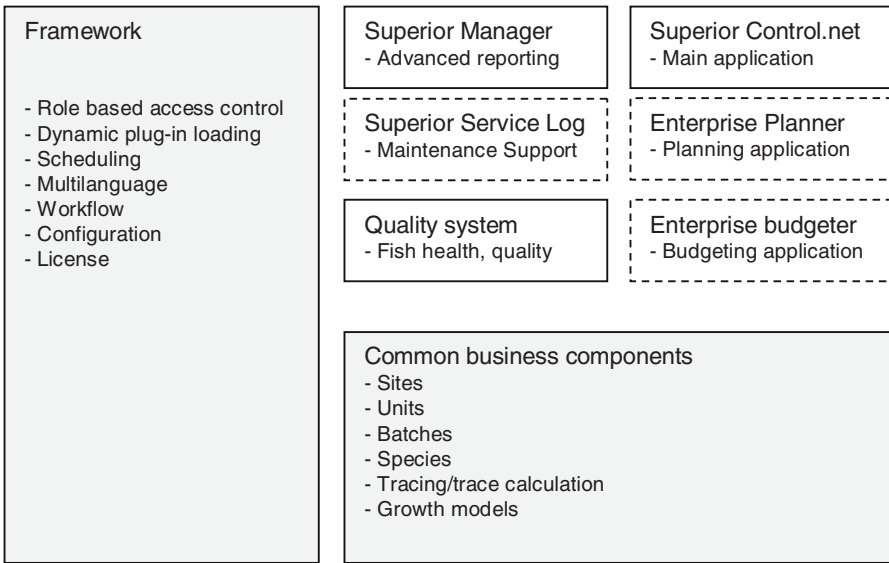 Framework
- Role based access control
- Dynamic plug-in loading
- Scheduling
- Multilanguage
- Workflow
- Configuration
- License
Superior Manager
- Advanced reporting
Superior Control.net
- Main application
Superior Service Log
- Maintenance Support
Enterprise Planner
- Planning application
Quality system
- Fish health, quality
Enterprise budgeter
- Budgeting application
Common business components
- Sites
- Units
- Batches
- Species
- Tracing/trace calculation
- Growth models